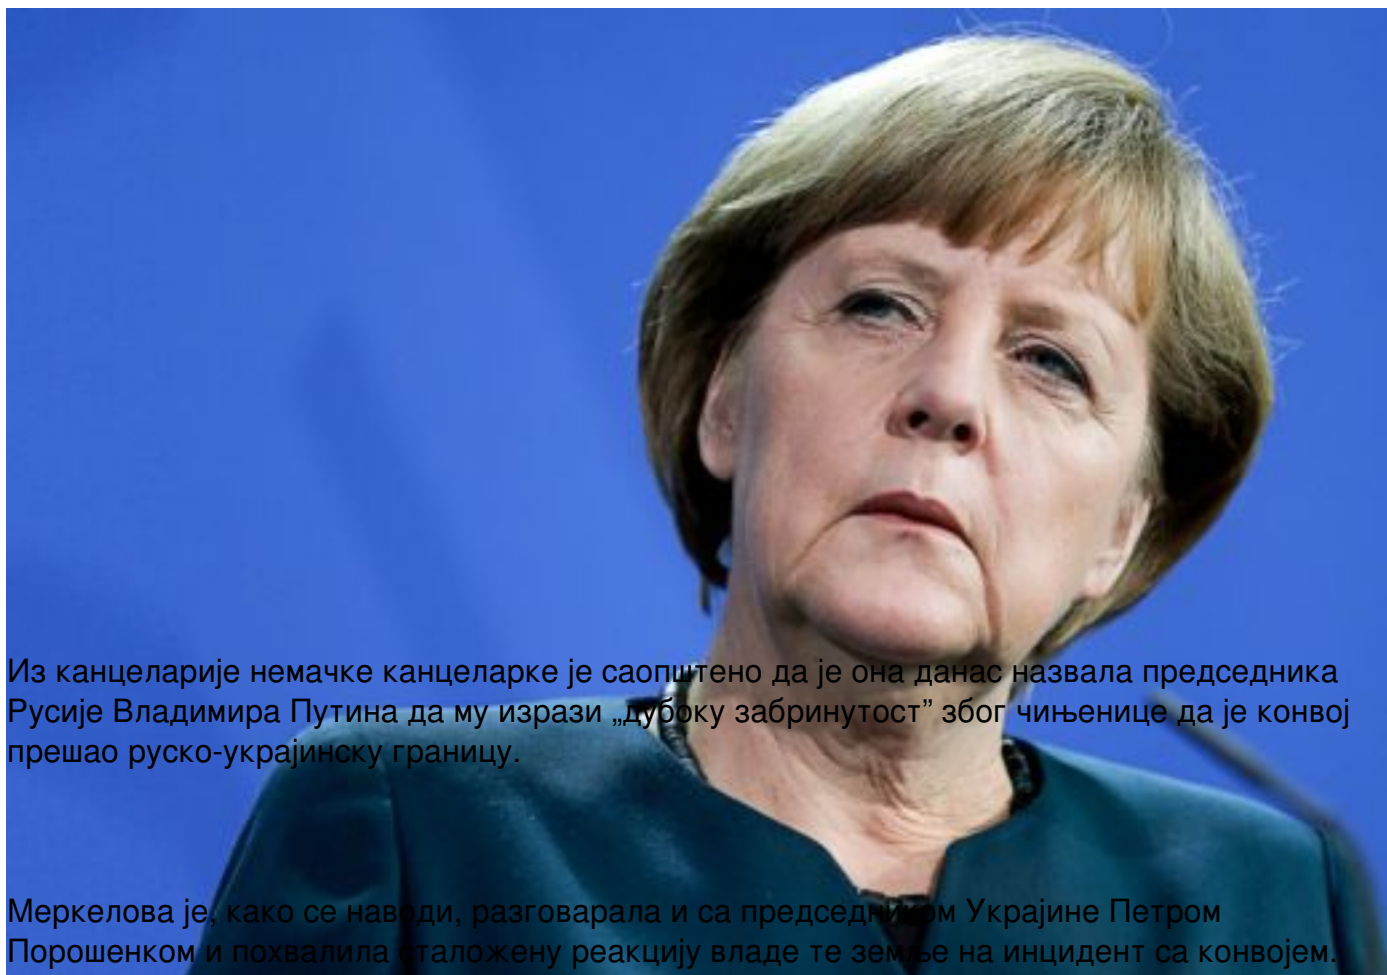 Из канцеларије немачке канцеларке је саопштено да је она данас назвала председника
Русије Владимира Путина да му изрази „дубоку забринутост” због чињенице да је конвој
прешао руско-украјинску границу.
Меркелова је, како се наводи, разговарала и са председником Украјине Петром
Порошенком и похвалила сталожену реакцију владе те земље на инцидент са конвојем.